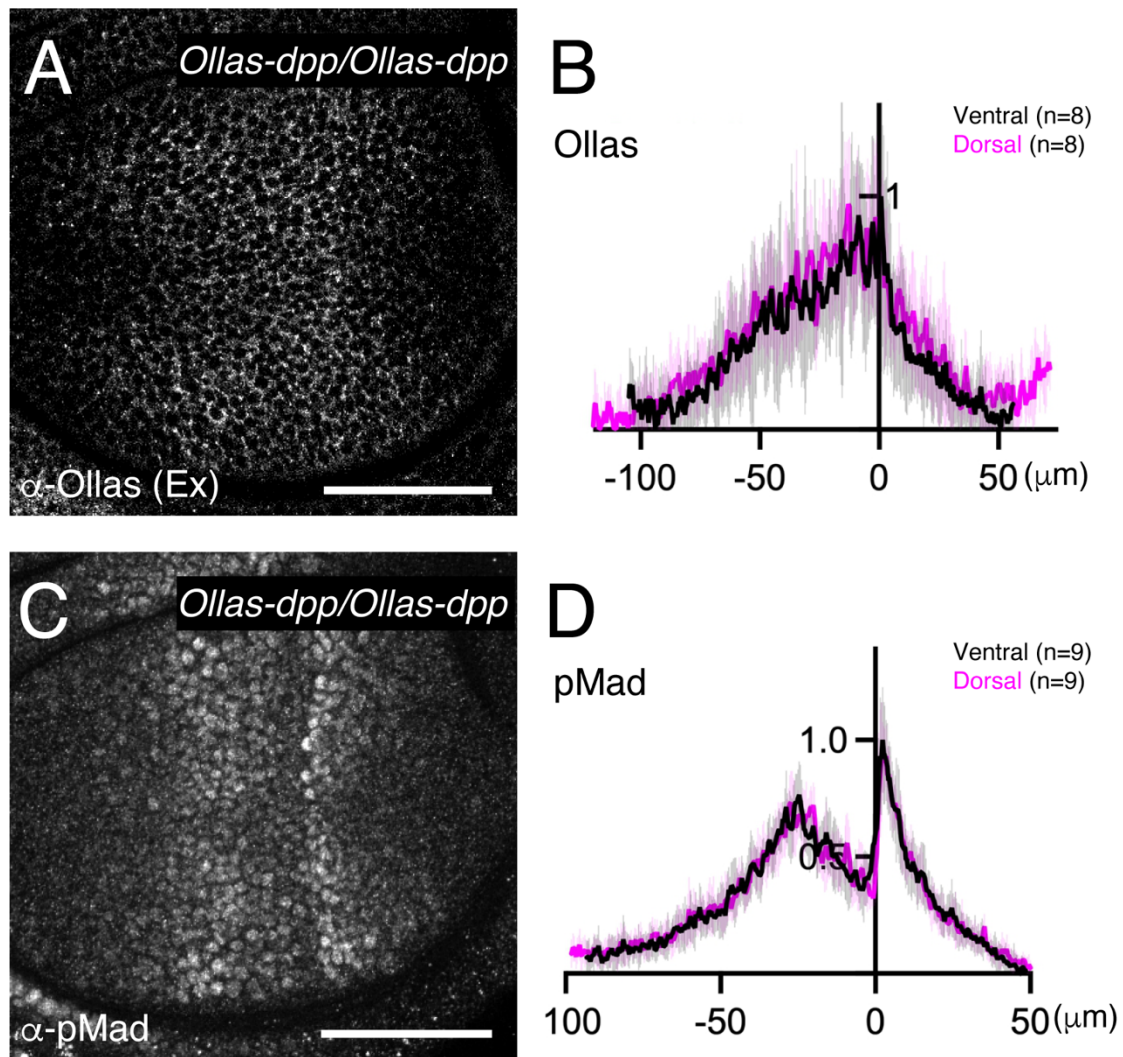 A
Ollas-dpp/Ollas-dpp
α-Ollas (Ex)
B
Ollas
Ventral (n=8)
Dorsal (n=8)
1
-100 -50 0 50 (μm)
C
Ollas-dpp/Ollas-dpp
α-pMad
D
pMad
Ventral (n=9)
Dorsal (n=9)
1.0
0.5
100 -50 0 50 (μm)